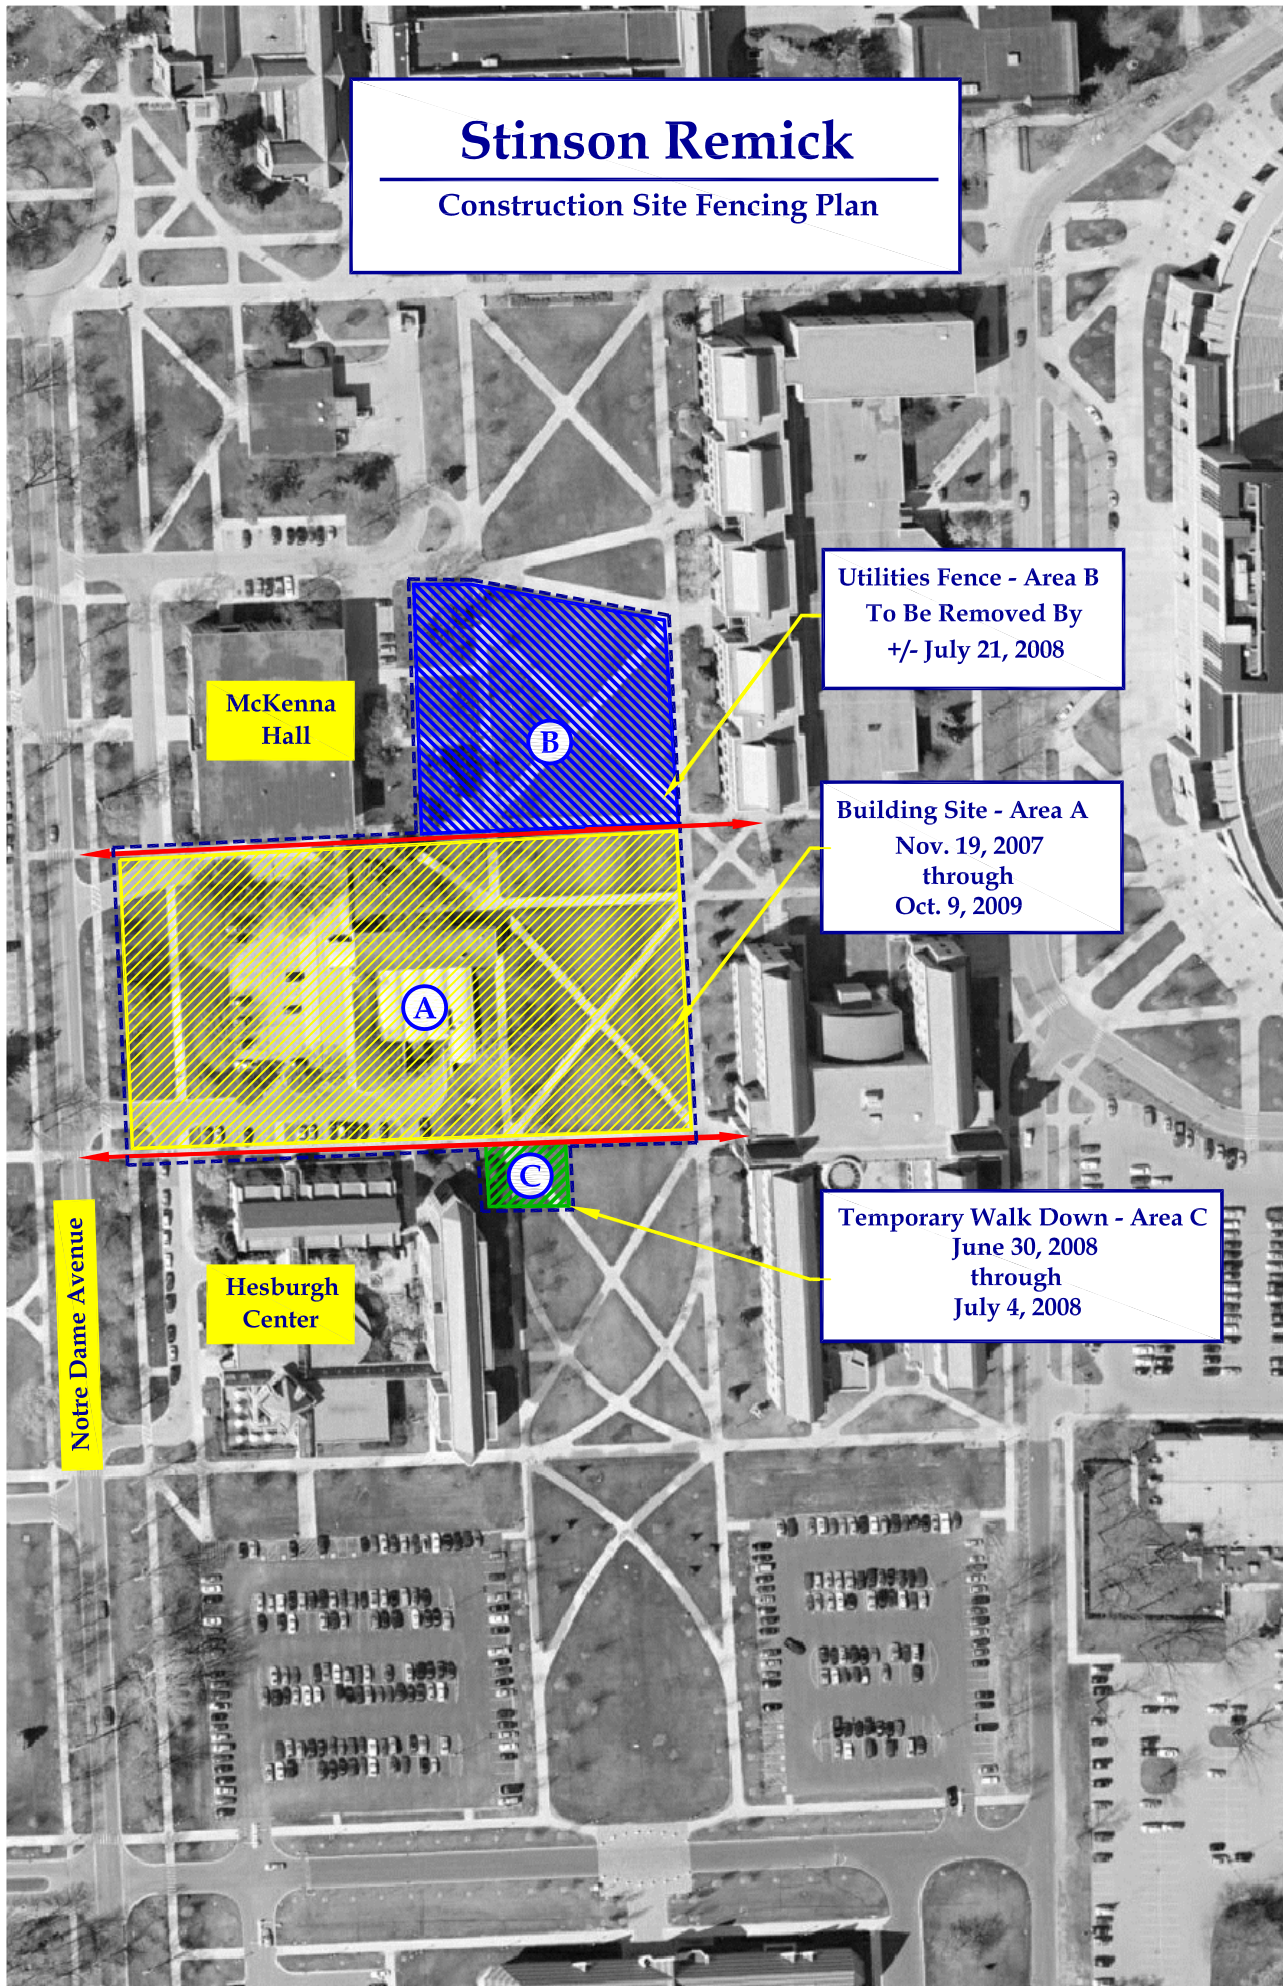 Stinson Remick
Construction Site Fencing Plan
Utilities Fence - Area B
To Be Removed By
+/- July 21, 2008
McKenna
Hall
B
Building Site - Area A
Nov. 19, 2007
through
Oct. 9, 2009
A
C
Temporary Walk Down - Area C
June 30, 2008
through
July 4, 2008
Hesburgh
Center
Notre Dame Avenue